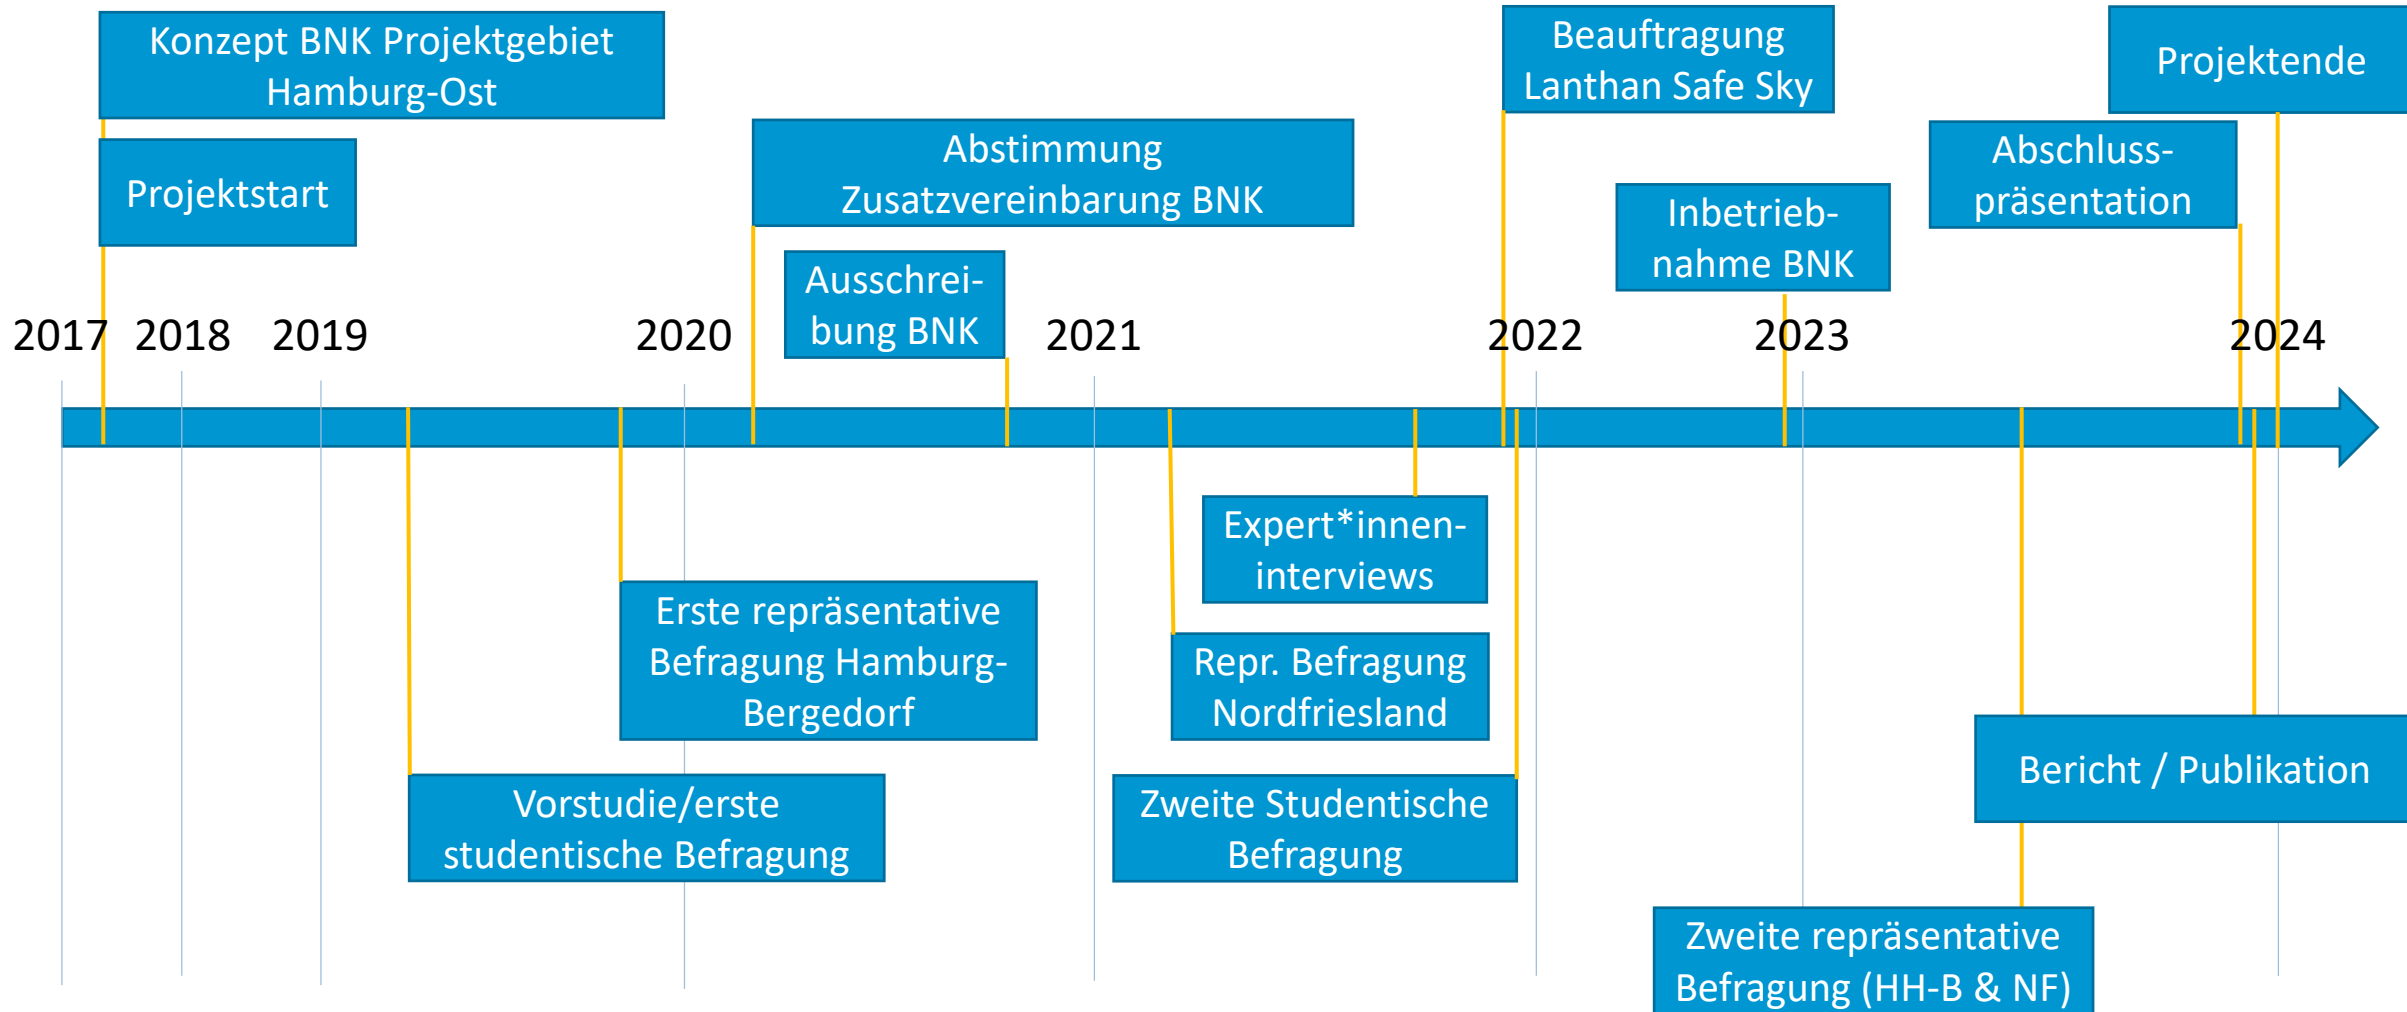 Konzept BNK Projektgebiet
Hamburg-Ost
Projektstart
Abstimmung
Zusatzvereinbarung BNK
Ausschrei-
bung BNK
Beauftragung
Lanthan Safe Sky
Inbetrieb-
nahme BNK
Projektende
Abschluss-
präsentation
2017
2018
2019
2020
2021
2022
2023
2024
Expert*innen-
interviews
Erste repräsentative
Befragung Hamburg-
Bergedorf
Repr. Befragung
Nordfriesland
Vorstudie/erste
studentische Befragung
Zweite Studentische
Befragung
Bericht / Publikation
Zweite repräsentative
Befragung (HH-B & NF)